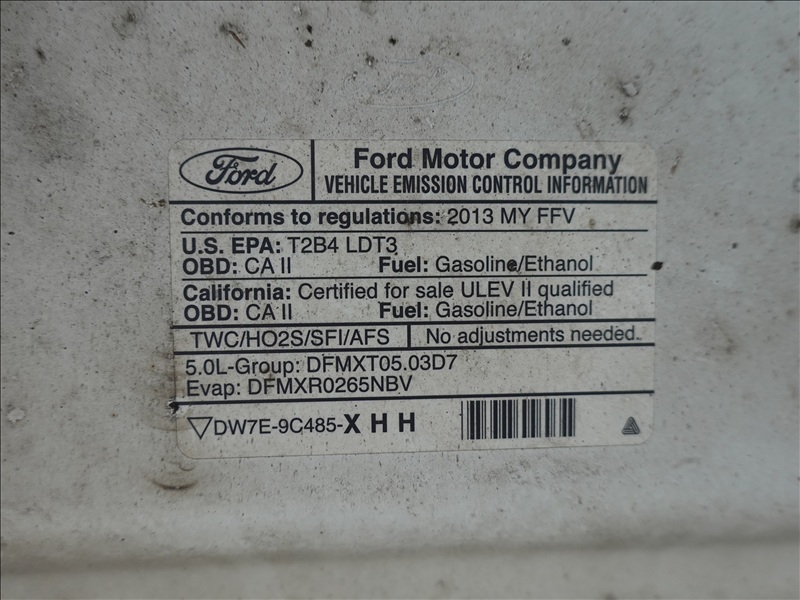 Ford
Ford Motor Company
VEHICLE EMISSION CONTROL INFORMATION
Conforms to regulations: 2013 MY FFV
U.S. EPA: T2B4 LDT3
OBD: CA II Fuel: Gasoline/Ethanol
California: Certified for sale ULEV II qualified
OBD: CA II Fuel: Gasoline/Ethanol
TWC/HO2S/SFI/AFS No adjustments needed.
5.0L-Group: DFMXT05.03D7
Evap: DFMXR0265NBV
DW7E-9C485-XHH